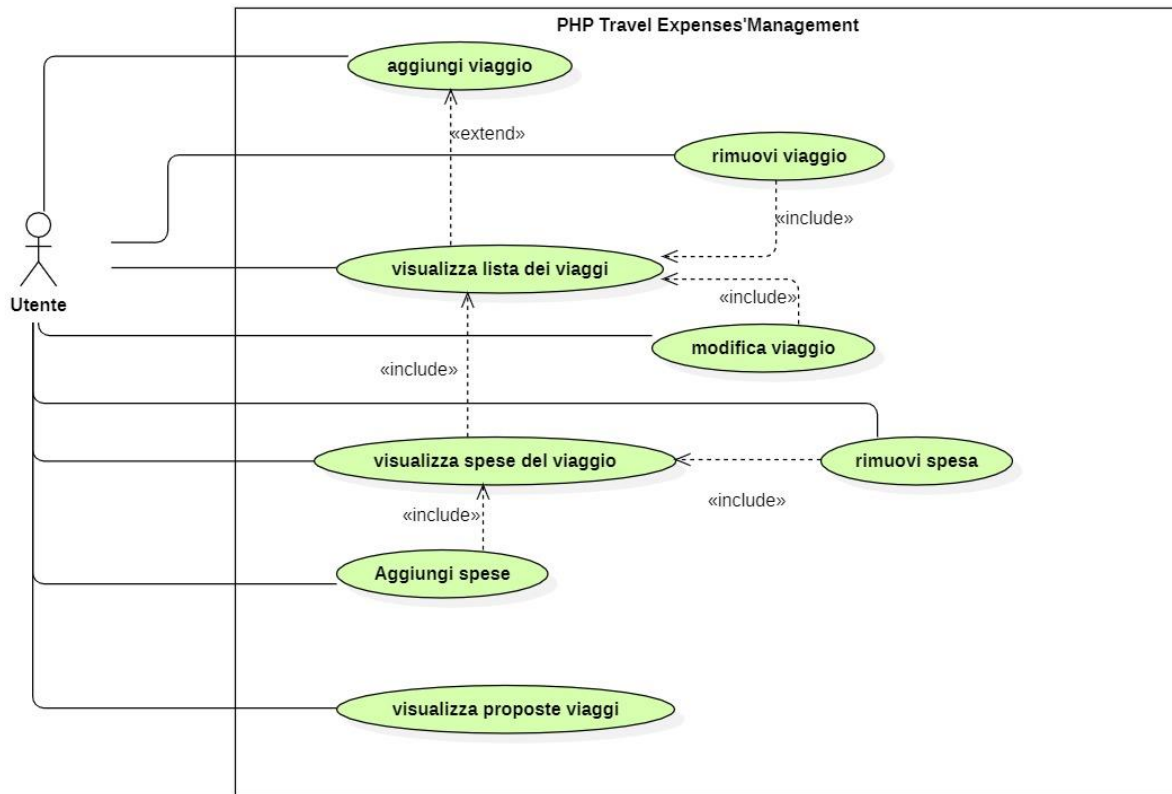 PHP Travel Expenses'Management
aggiungi viaggio
«extend»
rimuovi viaggio
«include»
visualizza lista dei viaggi
«include»
Utente
modifica viaggio
«include»
visualizza spese del viaggio
rimuovi spesa
«include»
«include»
Aggiungi spese
visualizza proposte viaggi